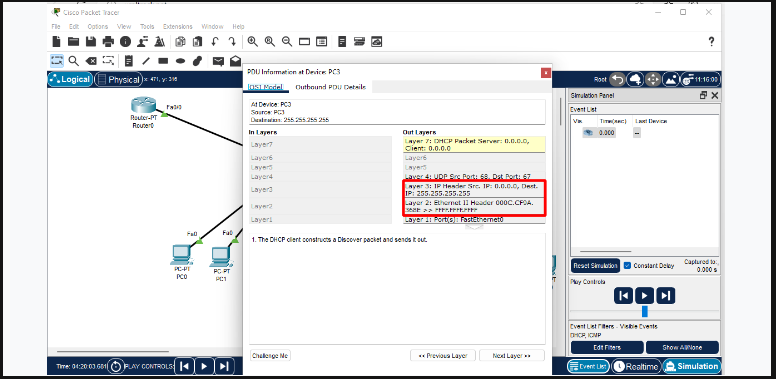 Cisco Packet Tracer
File Edit Options View Tools Extensions Window Help
?
Logical Physical x: 471, y: 316
Root 11:16:00
PDU Information at Device: PC3
OSI Model Outbound PDU Details
At Device: PC3
Source: PC3
Destination: 255.255.255.255
In Layers
Layer7
Layer6
Layer5
Layer4
Layer3
Layer2
Layer1
Out Layers
Layer 7: DHCP Packet Server: 0.0.0.0,
Client: 0.0.0.0
Layer6
Layer5
Layer 4: UDP Src Port: 68, Dst Port: 67
Layer 3: IP Header Src. IP: 0.0.0.0, Dest.
IP: 255.255.255.255
Layer 2: Ethernet II Header 000C.CF9A.
368E >> FFFF.FFFF.FFFF
Layer 1: Port(s): FastEthernet0
1. The DHCP client constructs a Discover packet and sends it out.
Challenge Me << Previous Layer Next Layer >>
Fa0/0
Router-PT
Router0
Fa0
PC-PT
PC0
Fa0
PC-PT
PC1
Simulation Panel
Event List
Vis. Time(sec) Last Device
0.000 --
Reset Simulation Constant Delay Captured to:
0.000 s
Play Controls
Event List Filters - Visible Events
DHCP, ICMP
Edit Filters Show All/None
Time: 04:20:03.661 PLAY CONTROLS:
Event List Realtime Simulation